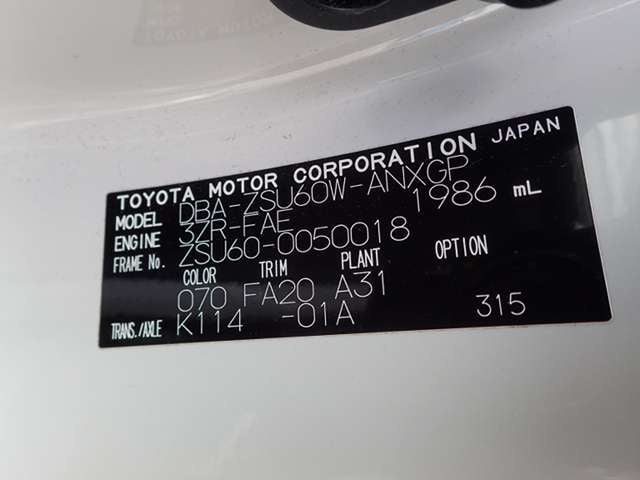 TOYOTA MOTOR CORPORATION JAPAN
MODEL DBA-ZSU60W-ANXGP
ENGINE 3ZR-FAE 1986 mL
FRAME No. ZSU60-0050018
COLOR TRIM PLANT OPTION
070 FA20 A31
TRANS./AXLE K114 -01A 315